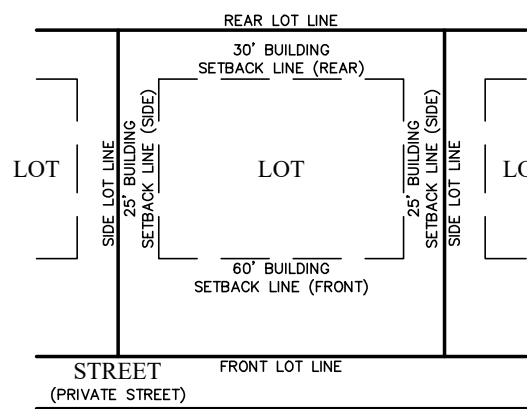 REAR LOT LINE
30' BUILDING
SETBACK LINE (REAR)
LOT
SIDE LOT LINE
25' BUILDING
SETBACK LINE (SIDE)
LOT
25' BUILDING
SETBACK LINE (SIDE)
SIDE LOT LINE
LO
60' BUILDING
SETBACK LINE (FRONT)
STREET
(PRIVATE STREET)
FRONT LOT LINE